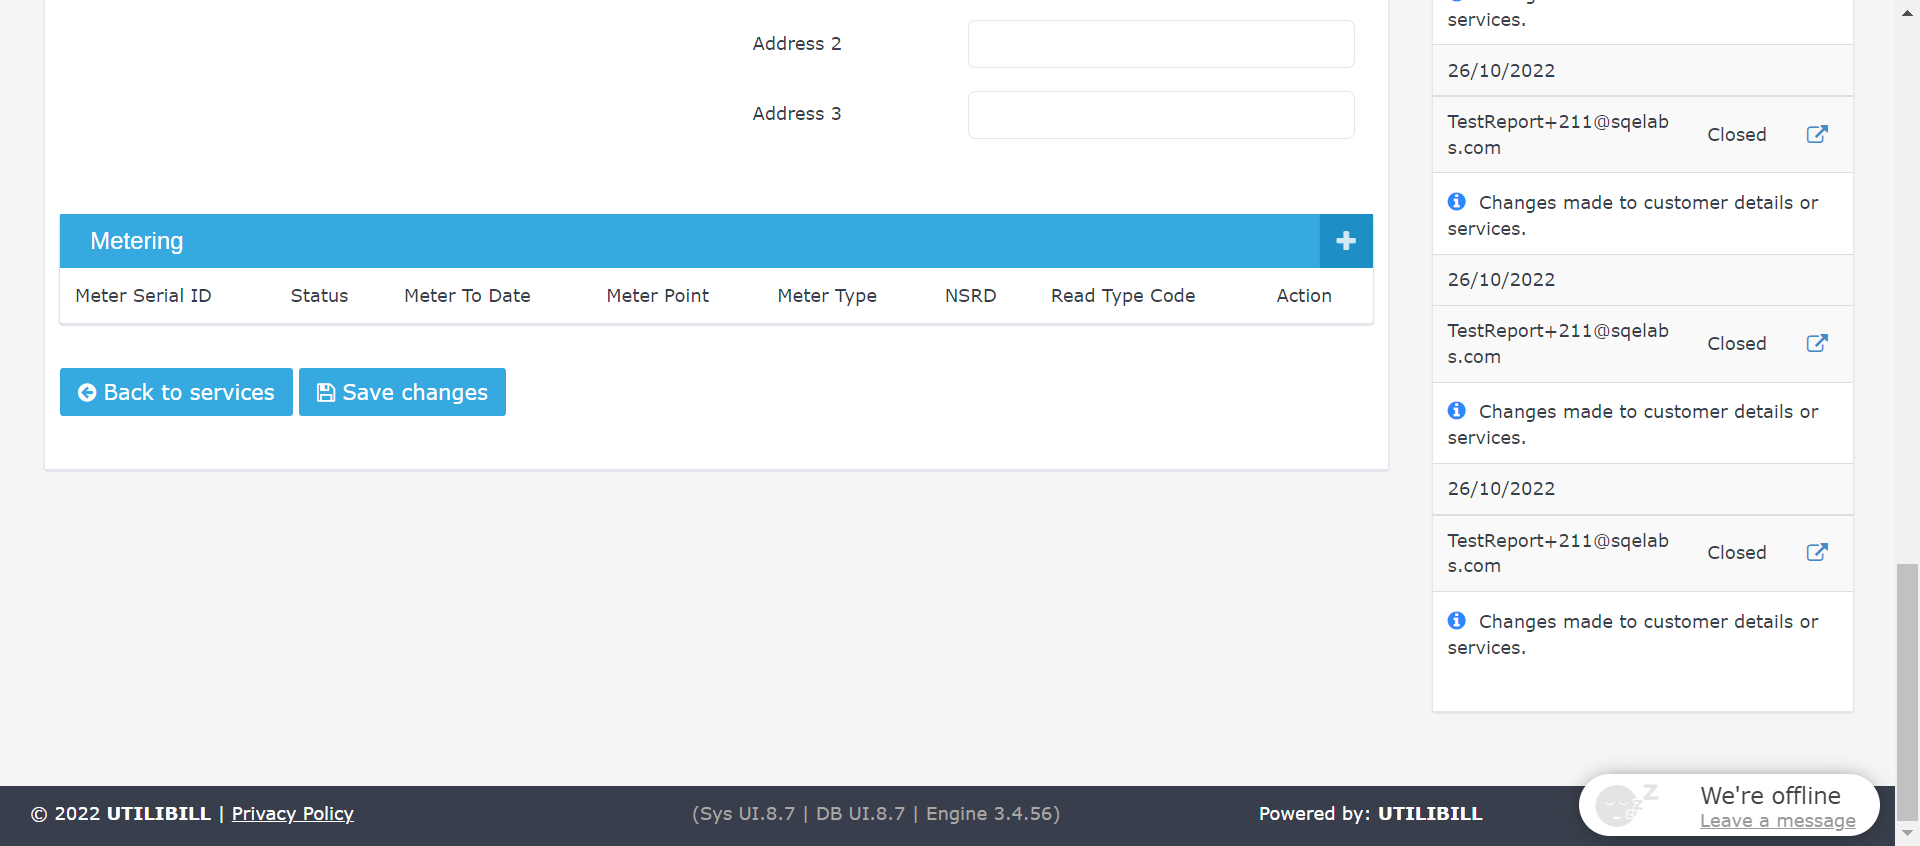 Address 2
Address 3
Metering
Meter Serial ID Status Meter To Date Meter Point Meter Type NSRD Read Type Code Action
Back to services Save changes
services.
26/10/2022
TestReport+211@sqelab
s.com
Closed
Changes made to customer details or
services.
26/10/2022
TestReport+211@sqelab
s.com
Closed
Changes made to customer details or
services.
26/10/2022
TestReport+211@sqelab
s.com
Closed
Changes made to customer details or
services.
© 2022 UTILIBILL | Privacy Policy
(Sys UI.8.7 | DB UI.8.7 | Engine 3.4.56)
Powered by: UTILIBILL
We're offline
Leave a message